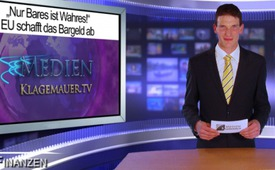 „Nur Bares ist Wahres!"
EU schafft das Bargeld ab
MEDIEN
KLAGEMAUER.TV
FINANZEN